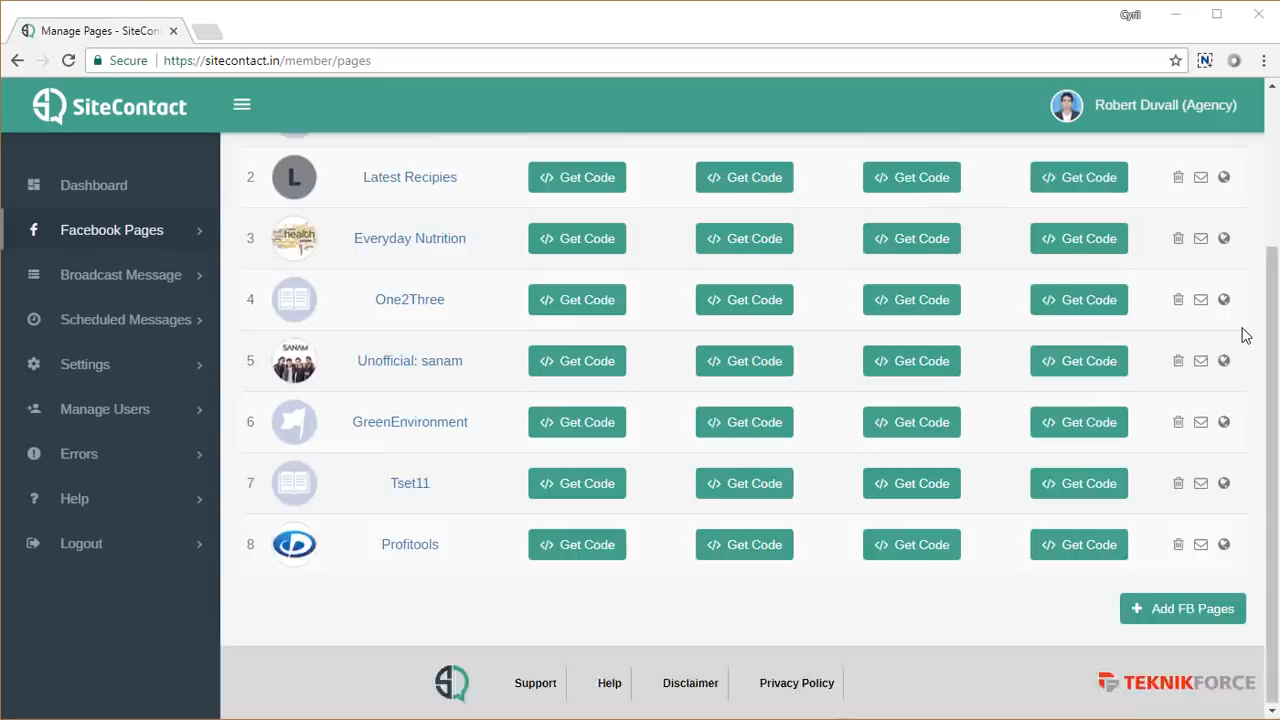 Cyril
Manage Pages - SiteCon
Secure https://sitecontact.in/member/pages
SiteContact
Robert Duvall (Agency)
Dashboard
Facebook Pages
Broadcast Message
Scheduled Messages
Settings
Manage Users
Errors
Help
Logout
2 L Latest Recipies </> Get Code </> Get Code </> Get Code </> Get Code
3 health Everyday Nutrition </> Get Code </> Get Code </> Get Code </> Get Code
4 One2Three </> Get Code </> Get Code </> Get Code </> Get Code
5 SANAM Unofficial: sanam </> Get Code </> Get Code </> Get Code </> Get Code
6 GreenEnvironment </> Get Code </> Get Code </> Get Code </> Get Code
7 Tset11 </> Get Code </> Get Code </> Get Code </> Get Code
8 Profitools </> Get Code </> Get Code </> Get Code </> Get Code
+ Add FB Pages
Support Help Disclaimer Privacy Policy TEKNIKFORCE